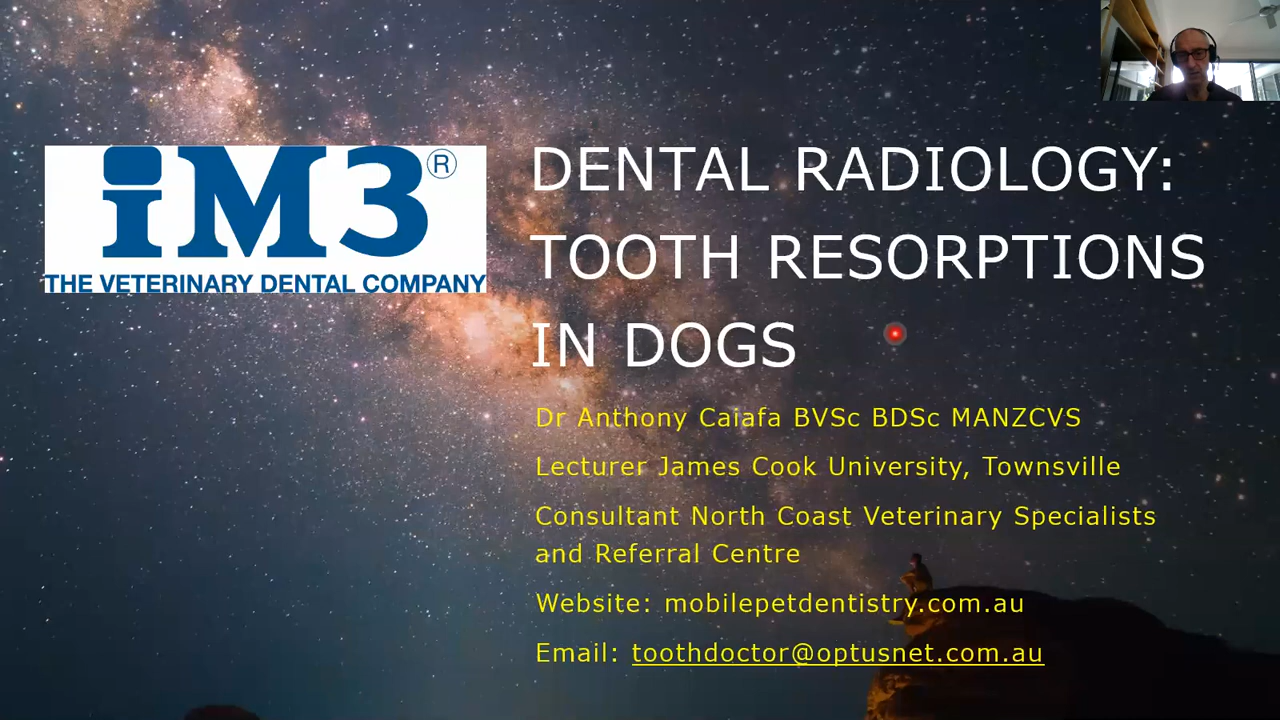 iM3®
THE VETERINARY DENTAL COMPANY
DENTAL RADIOLOGY:
TOOTH RESORPTIONS
IN DOGS
Dr Anthony Caiafa BVSc BDSc MANZCVS
Lecturer James Cook University, Townsville
Consultant North Coast Veterinary Specialists
and Referral Centre
Website: mobilepetdentistry.com.au
Email: toothdoctor@optusnet.com.au